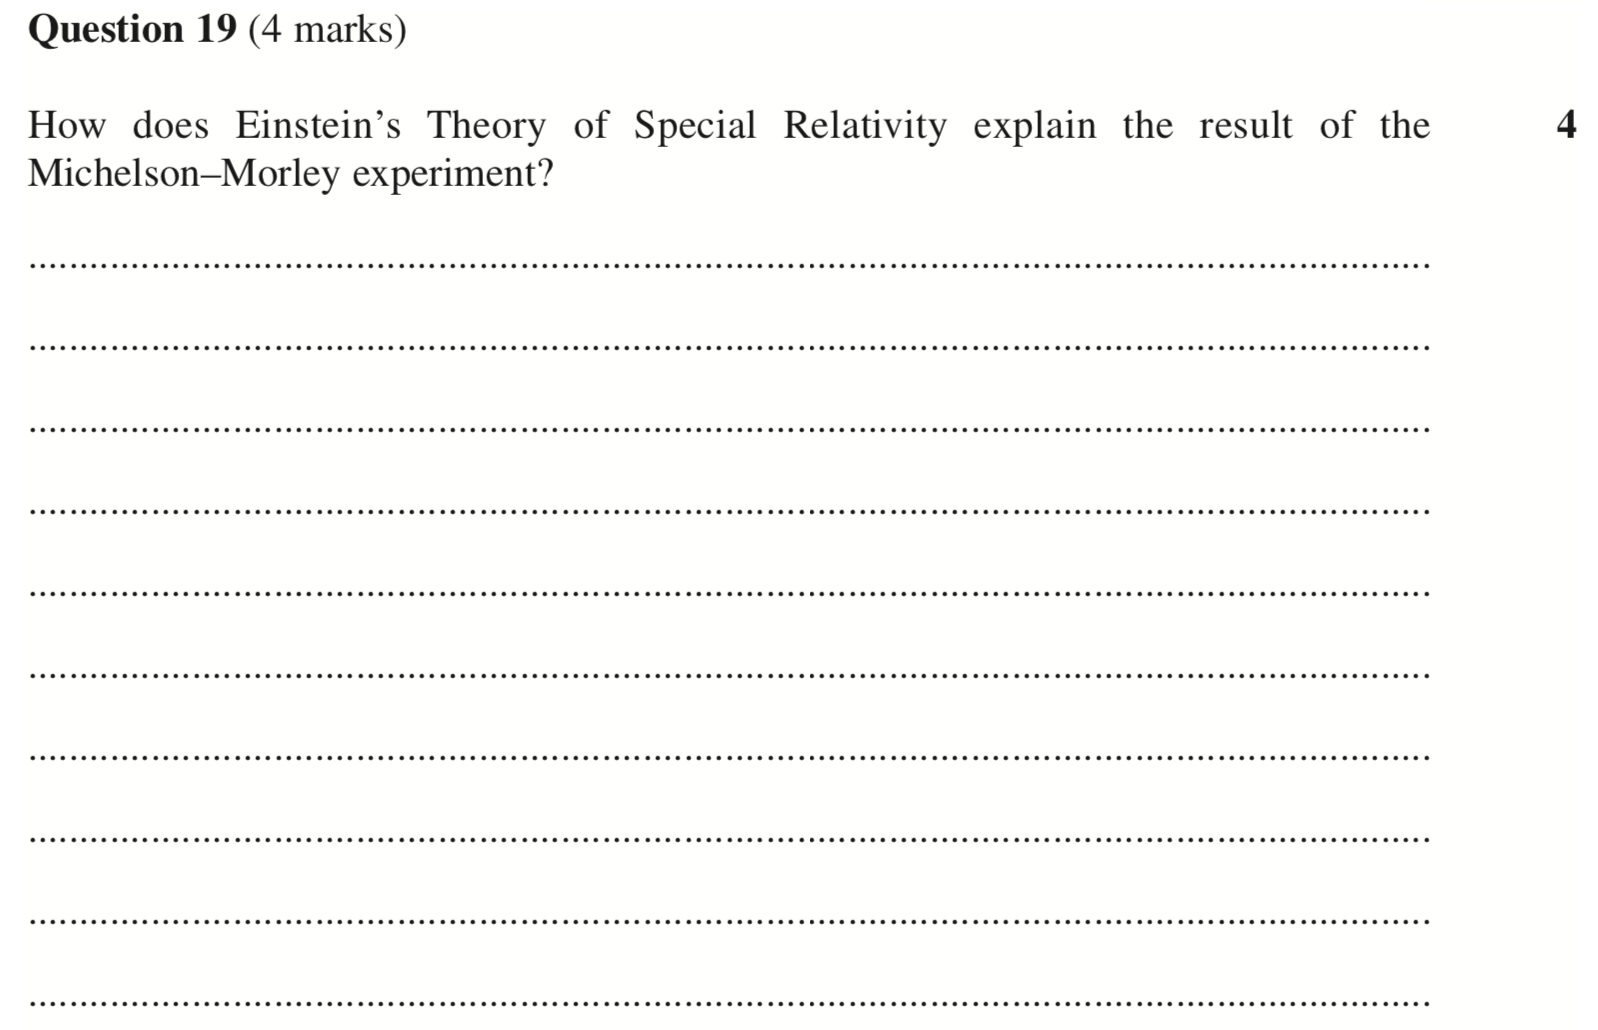 Question 19 (4 marks)
How does Einstein’s Theory of Special Relativity explain the result of the 4
Michelson–Morley experiment?